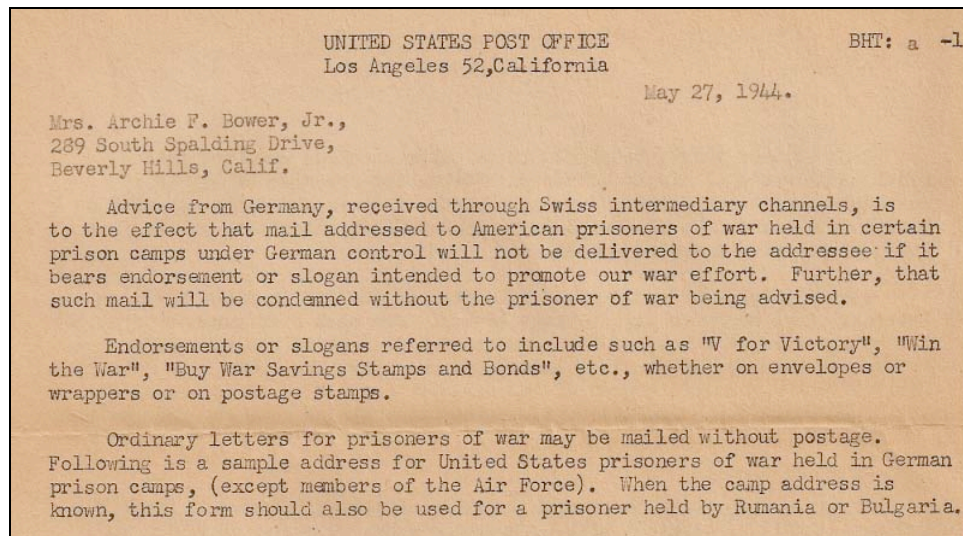 UNITED STATES POST OFFICE BHT: a -1
Los Angeles 52,California
May 27, 1944.
Mrs. Archie F. Bower, Jr.,
289 South Spalding Drive,
Beverly Hills, Calif.
Advice from Germany, received through Swiss intermediary channels, is
to the effect that mail addressed to American prisoners of war held in certain
prison camps under German control will not be delivered to the addressee if it
bears endorsement or slogan intended to promote our war effort. Further, that
such mail will be condemned without the prisoner of war being advised.
Endorsements or slogans referred to include such as "V for Victory", "Win
the War", "Buy War Savings Stamps and Bonds", etc., whether on envelopes or
wrappers or on postage stamps.
Ordinary letters for prisoners of war may be mailed without postage.
Following is a sample address for United States prisoners of war held in German
prison camps, (except members of the Air Force). When the camp address is
known, this form should also be used for a prisoner held by Rumania or Bulgaria.